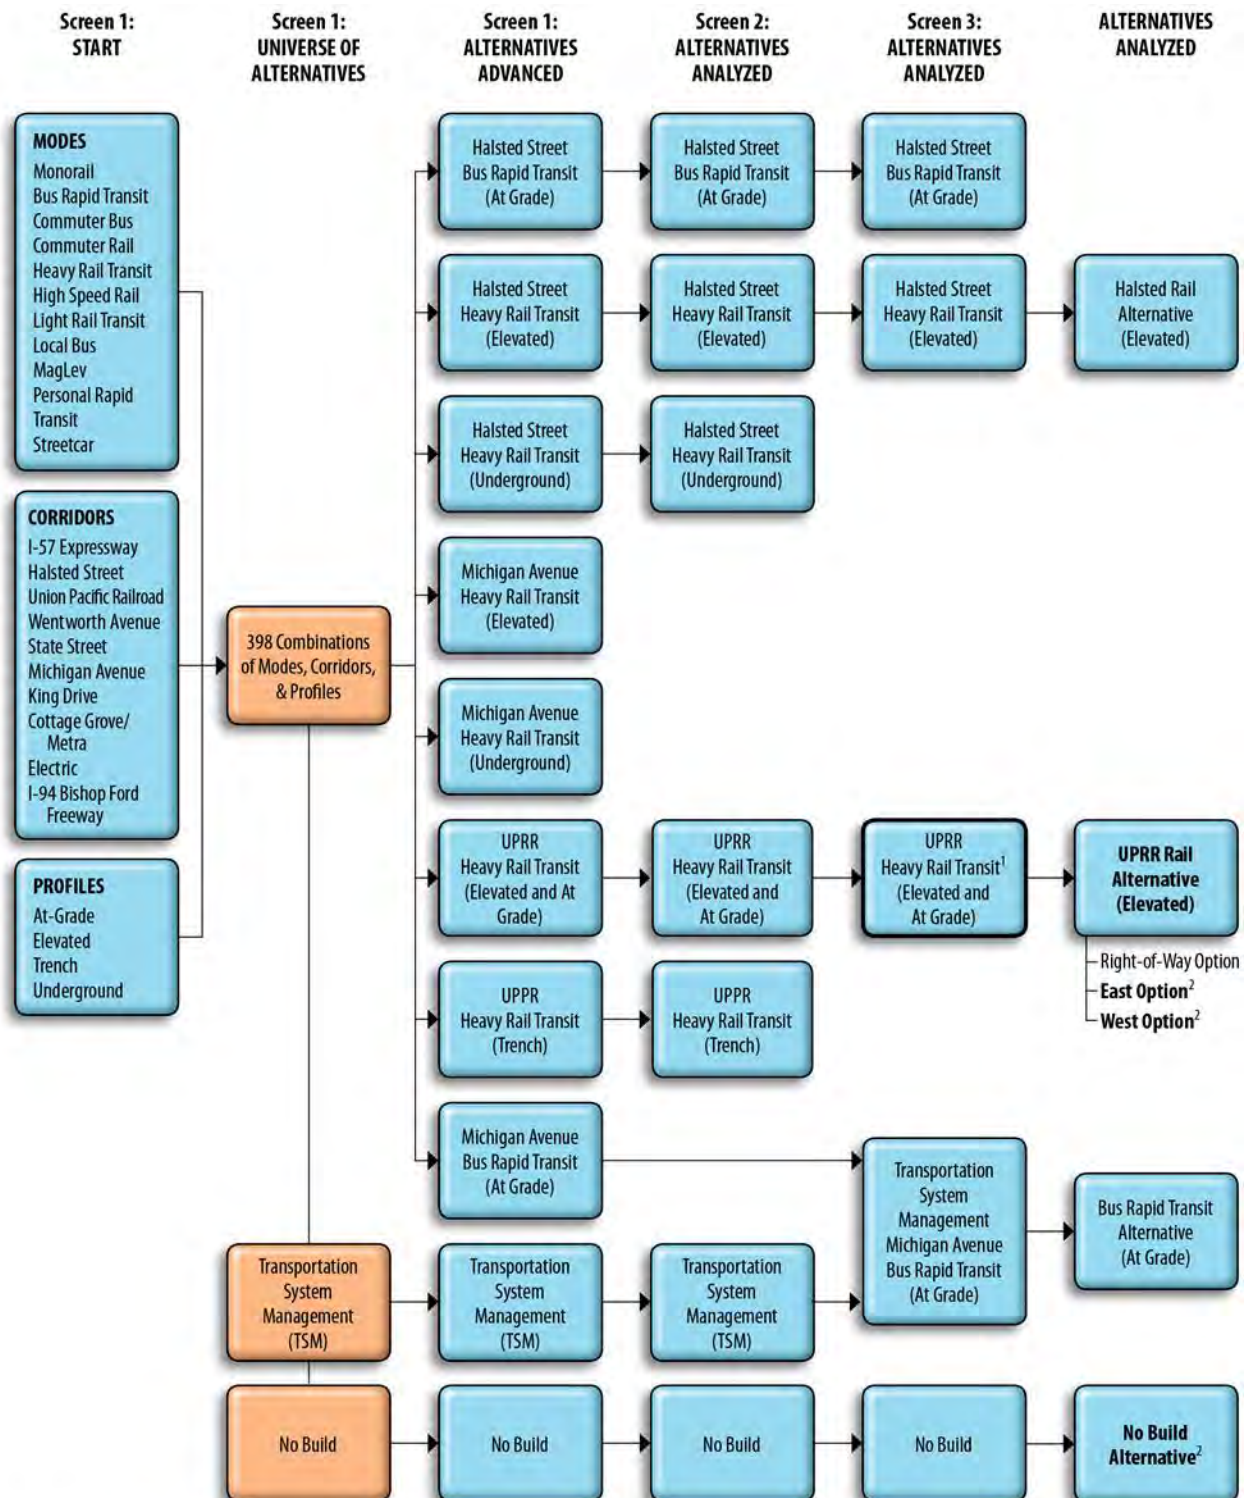 Screen 1:
START
Screen 1:
UNIVERSE OF
ALTERNATIVES
Screen 1:
ALTERNATIVES
ADVANCED
Screen 2:
ALTERNATIVES
ANALYZED
Screen 3:
ALTERNATIVES
ANALYZED
ALTERNATIVES
ANALYZED
MODES
Monorail
Bus Rapid Transit
Commuter Bus
Commuter Rail
Heavy Rail Transit
High Speed Rail
Light Rail Transit
Local Bus
MagLev
Personal Rapid
Transit
Streetcar
CORRIDORS
I-57 Expressway
Halsted Street
Union Pacific Railroad
Wentworth Avenue
State Street
Michigan Avenue
King Drive
Cottage Grove/
Metra
Electric
I-94 Bishop Ford
Freeway
PROFILES
At-Grade
Elevated
Trench
Underground
398 Combinations
of Modes, Corridors,
& Profiles
Transportation
System
Management
(TSM)
No Build
Halsted Street
Bus Rapid Transit
(At Grade)
Halsted Street
Bus Rapid Transit
(At Grade)
Halsted Street
Bus Rapid Transit
(At Grade)
Halsted Street
Heavy Rail Transit
(Elevated)
Halsted Street
Heavy Rail Transit
(Elevated)
Halsted Street
Heavy Rail Transit
(Elevated)
Halsted Rail
Alternative
(Elevated)
Halsted Street
Heavy Rail Transit
(Underground)
Halsted Street
Heavy Rail Transit
(Underground)
Michigan Avenue
Heavy Rail Transit
(Elevated)
Michigan Avenue
Heavy Rail Transit
(Underground)
UPRR
Heavy Rail Transit
(Elevated and At
Grade)
UPRR
Heavy Rail Transit
(Elevated and
At Grade)
UPRR
Heavy Rail Transit¹
(Elevated and
At Grade)
UPRR Rail
Alternative
(Elevated)
Right-of-Way Option
East Option²
West Option²
UPPR
Heavy Rail Transit
(Trench)
UPPR
Heavy Rail Transit
(Trench)
Michigan Avenue
Bus Rapid Transit
(At Grade)
Transportation
System
Management
Michigan Avenue
Bus Rapid Transit
(At Grade)
Bus Rapid Transit
Alternative
(At Grade)
Transportation
System
Management
(TSM)
Transportation
System
Management
(TSM)
No Build
No Build
No Build
No Build
Alternative²